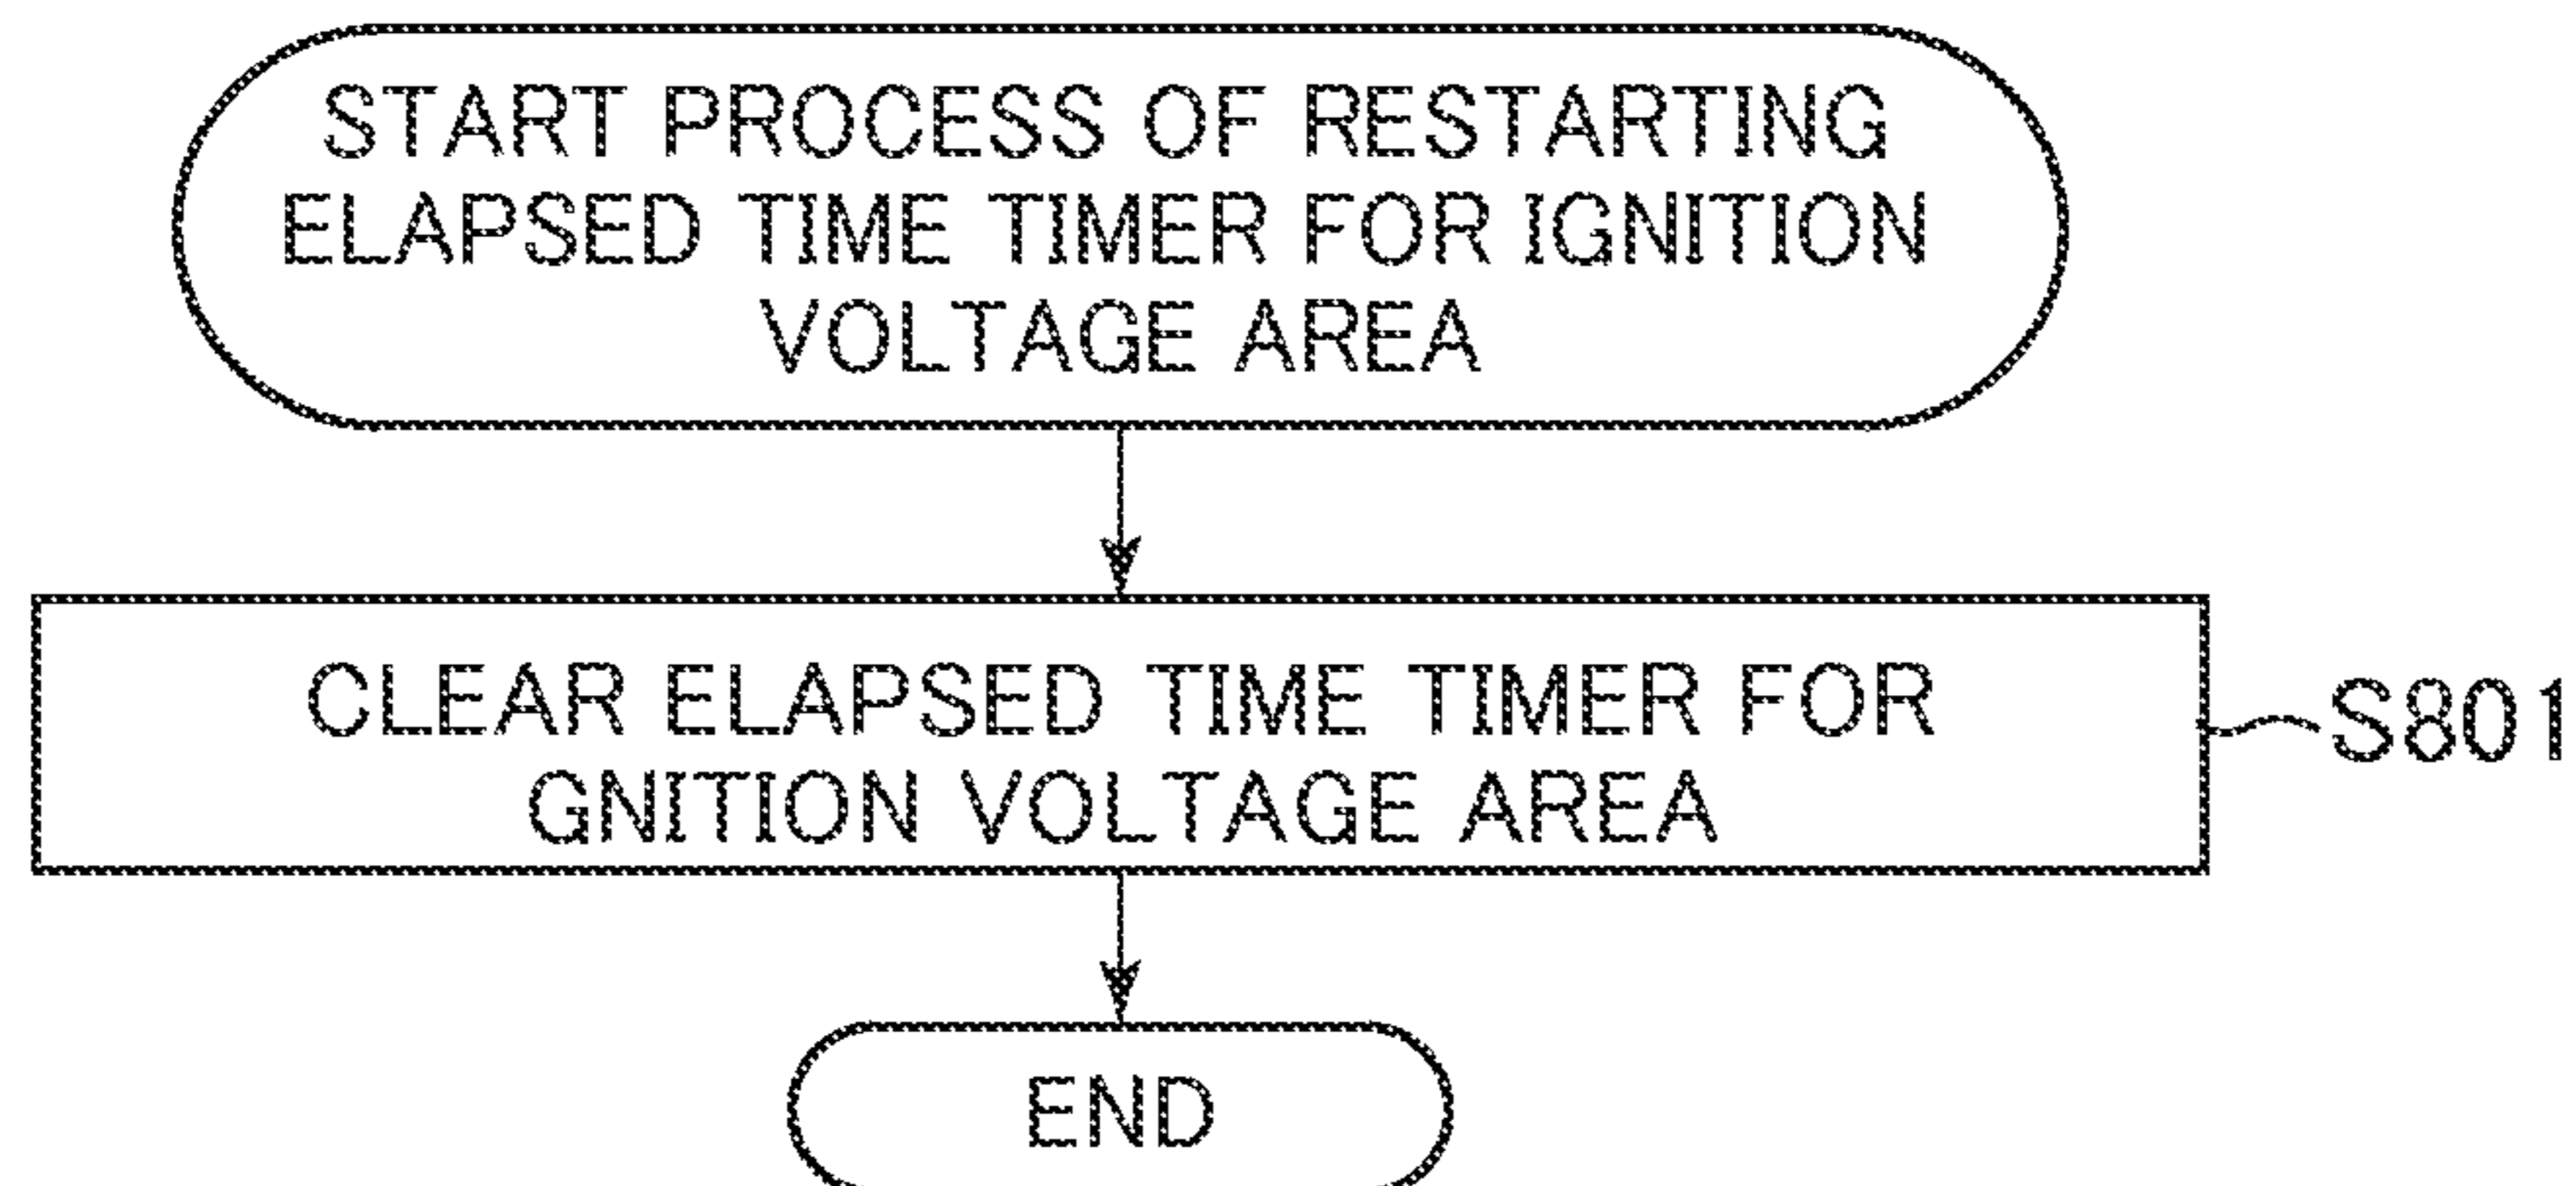 START PROCESS OF RESTARTING
ELAPSED TIME TIMER FOR IGNITION
VOLTAGE AREA
CLEAR ELAPSED TIME TIMER FOR
GNITION VOLTAGE AREA
S801
END